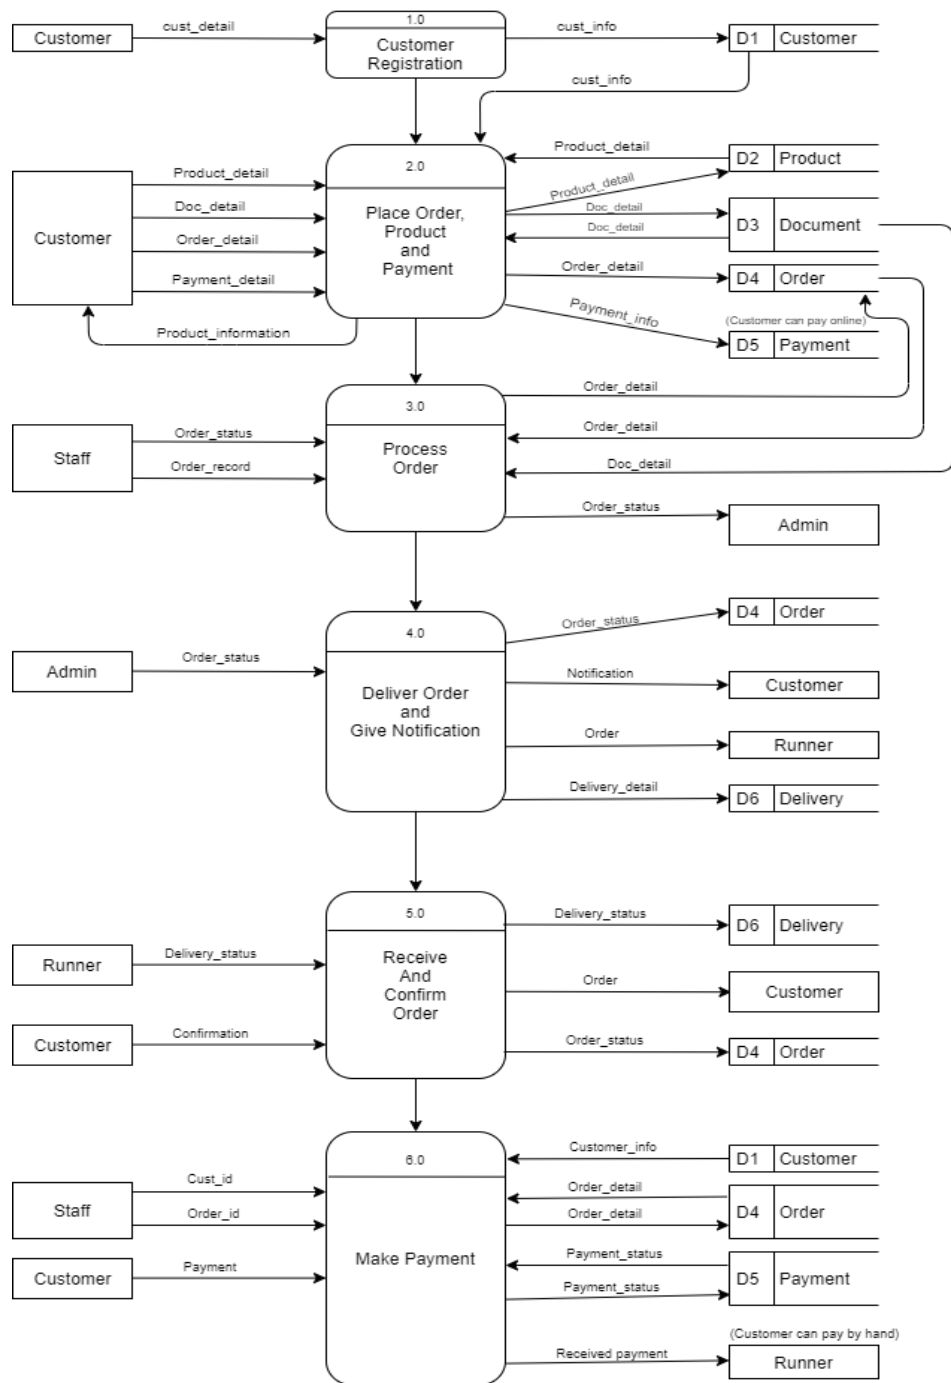 1.0
Customer
cust_detail
Customer
Registration
cust_info
D1 Customer
cust_info
2.0
Product_detail
D2 Product
Product_detail
Product_detail
Doc_detail
Doc_detail
Doc_detail
D3 Document
Customer
Place Order,
Product
and
Payment
Order_detail
Order_detail
D4 Order
Payment_detail
Payment_info
(Customer can pay online)
Product_information
D5 Payment
3.0
Order_detail
Staff
Order_status
Order_record
Process
Order
Order_detail
Doc_detail
Order_status
Admin
4.0
Order_status
D4 Order
Admin
Order_status
Notification
Customer
Deliver Order
and
Give Notification
Order
Runner
Delivery_detail
D6 Delivery
5.0
Delivery_status
D6 Delivery
Runner
Delivery_status
Receive
And
Confirm
Order
Order
Customer
Customer
Confirmation
Order_status
D4 Order
6.0
Customer_info
D1 Customer
Staff
Cust_id
Order_id
Order_detail
Order_detail
D4 Order
Customer
Payment
Make Payment
Payment_status
Payment_status
D5 Payment
(Customer can pay by hand)
Received payment
Runner